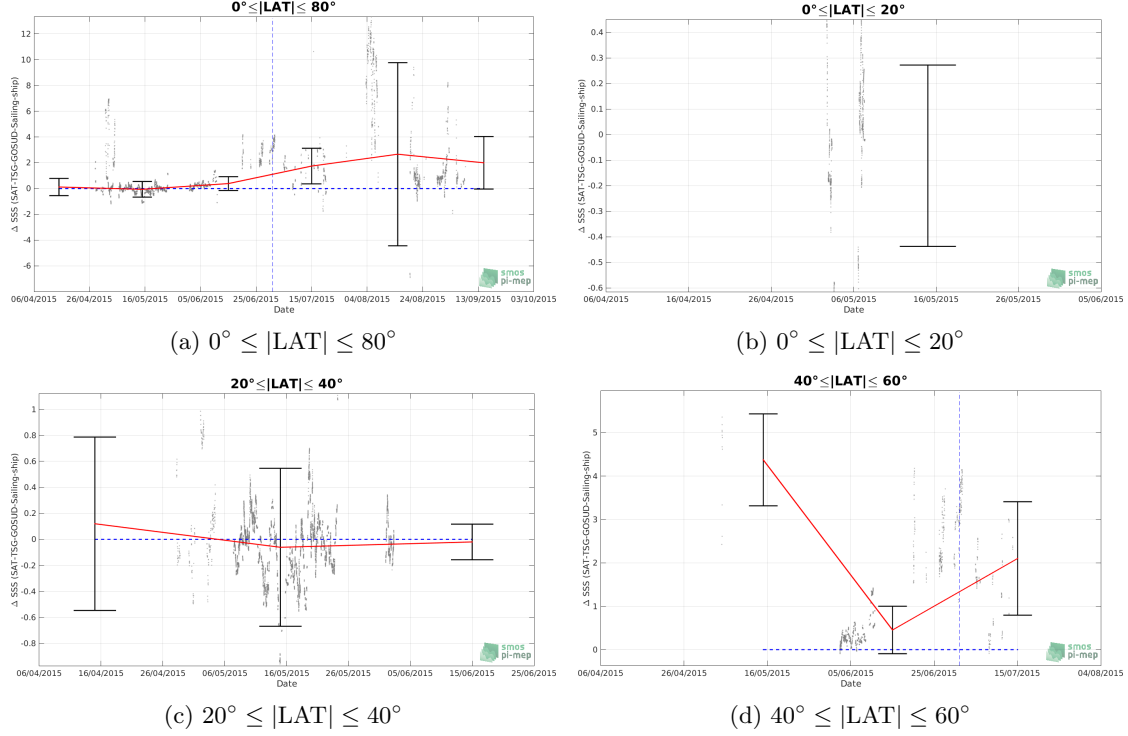 0°≤|LAT|≤ 80°
Δ SSS (SAT-TSG-GOSUD-Sailing-ship)
12
10
8
6
4
2
0
-2
-4
-6
06/04/2015 26/04/2015 16/05/2015 05/06/2015 25/06/2015 15/07/2015 04/08/2015 24/08/2015 13/09/2015 03/10/2015
Date
smos
pi-mep
(a) 0° ≤ |LAT| ≤ 80°
0°≤|LAT|≤ 20°
Δ SSS (SAT-TSG-GOSUD-Sailing-ship)
0.4
0.3
0.2
0.1
0
-0.1
-0.2
-0.3
-0.4
-0.5
-0.6
06/04/2015 16/04/2015 26/04/2015 06/05/2015 16/05/2015 26/05/2015 05/06/2015
Date
smos
pi-mep
(b) 0° ≤ |LAT| ≤ 20°
20°≤|LAT|≤ 40°
Δ SSS (SAT-TSG-GOSUD-Sailing-ship)
1
0.8
0.6
0.4
0.2
0
-0.2
-0.4
-0.6
-0.8
06/04/2015 16/04/2015 26/04/2015 06/05/2015 16/05/2015 26/05/2015 05/06/2015 15/06/2015 25/06/2015
Date
smos
pi-mep
(c) 20° ≤ |LAT| ≤ 40°
40°≤|LAT|≤ 60°
Δ SSS (SAT-TSG-GOSUD-Sailing-ship)
5
4
3
2
1
0
06/04/2015 26/04/2015 16/05/2015 06/06/2015 25/06/2015 15/07/2015 04/08/2015
Date
smos
pi-mep
(d) 40° ≤ |LAT| ≤ 60°